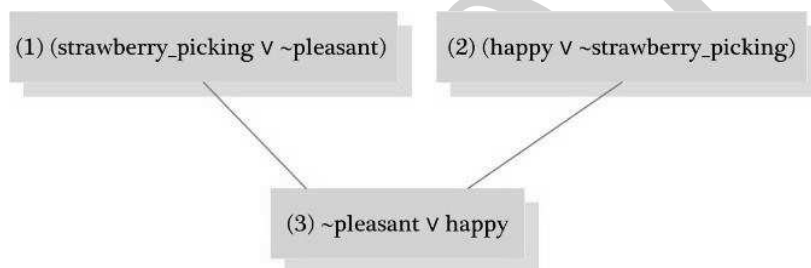 (1) (strawberry_picking ∨ ~pleasant)
(2) (happy ∨ ~strawberry_picking)
(3) ~pleasant ∨ happy